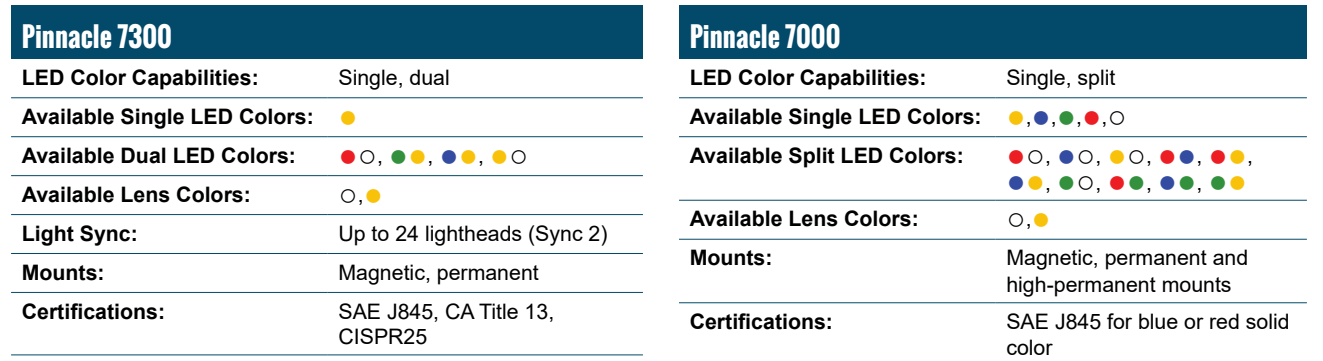 Pinnacle 7300
LED Color Capabilities: Single, dual
Available Single LED Colors:
Available Dual LED Colors: , , ,
Available Lens Colors: ,
Light Sync: Up to 24 lightheads (Sync 2)
Mounts: Magnetic, permanent
Certifications: SAE J845, CA Title 13,
CISPR25
Pinnacle 7000
LED Color Capabilities: Single, split
Available Single LED Colors: , , , ,
Available Split LED Colors: , , , , ,
, , , ,
Available Lens Colors: ,
Mounts: Magnetic, permanent and
high-permanent mounts
Certifications: SAE J845 for blue or red solid
color